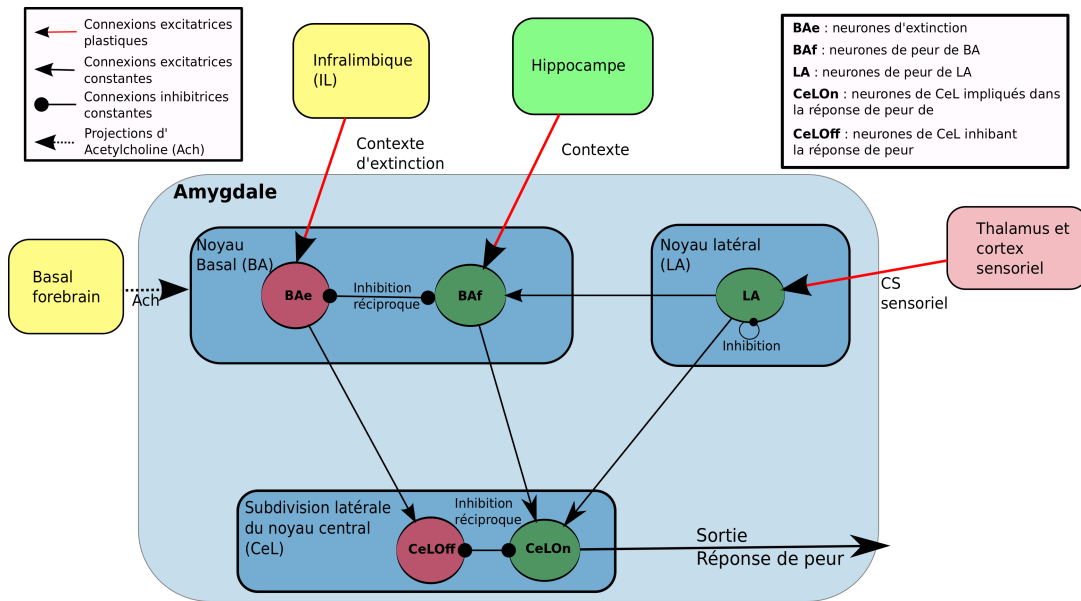 Connexions excitatrices
plastiques
Connexions excitatrices
constantes
Connexions inhibitrices
constantes
Projections d'
Acetylcholine (Ach)
Infralimbique
(IL)
Hippocampe
BAe : neurones d'extinction
BAf : neurones de peur de BA
LA : neurones de peur de LA
CeLOn : neurones de CeL impliqués dans
la réponse de peur de
CeLOff : neurones de CeL inhibant
la réponse de peur
Contexte
d'extinction
Contexte
Amygdale
Thalamus et
cortex
sensoriel
Noyau
Basal (BA)
Noyau latéral
(LA)
Basal
forebrain
Ach
BAe
Inhibition
réciproque
BAf
LA
CS
sensoriel
Inhibition
Subdivision latérale
du noyau central
(CeL)
Inhibition
réciproque
CeLOff
CeLOn
Sortie
Réponse de peur